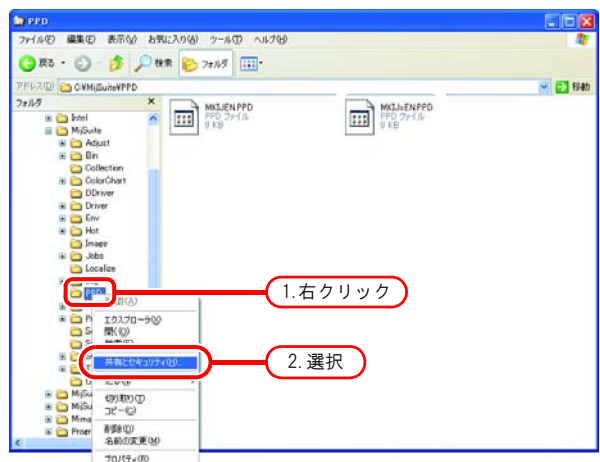 PPD
ファイル(F) 編集(E) 表示(V) お気に入り(A) ツール(T) ヘルプ(H)
戻る 検索 フォルダ
アドレス(D) C:¥MijSuite¥PPD 移動
フォルダ ×
Intel
MijSuite
Adjust
Bin
Collection
ColorChart
DDriver
Driver
Env
Hot
Image
Jobs
Localize
PPD
MKIJEN.PPD
PPD ファイル
9 KB
PPD ファイル
9 KB
1.右クリック
エクスプローラ(X)
開く(O)
共有とセキュリティ(H)...
2.選択
切り取り(T)
コピー(C)
削除(D)
名前の変更(M)
プロパティ(R)